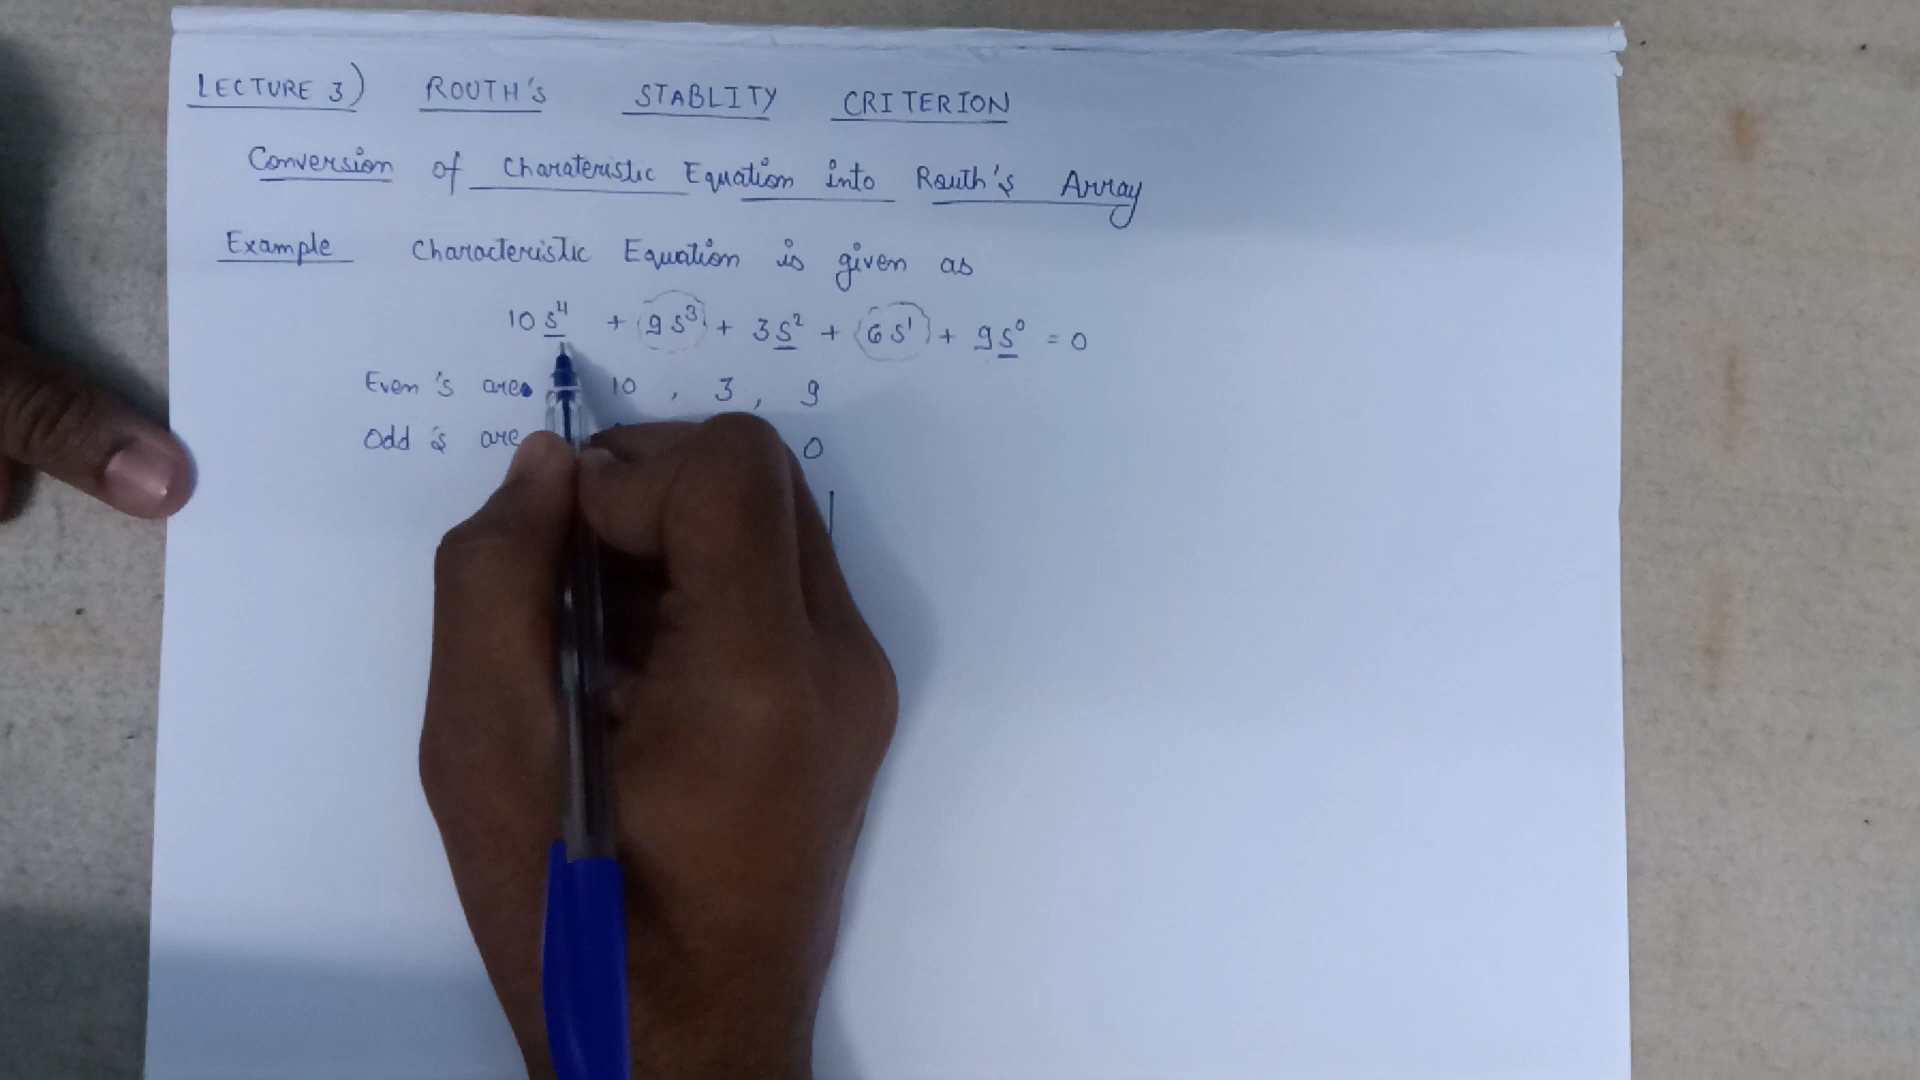 LECTURE 3) ROUTH'S STABLITY CRITERION
Conversion of Charateristic Equation into Routh's Array
Example Characteristic Equation is given as
10 s⁴ + 9 s³ + 3 s² + 6 s¹ + 9 s⁰ = 0
Even's are 10 , 3 , 9
Odd's are 0